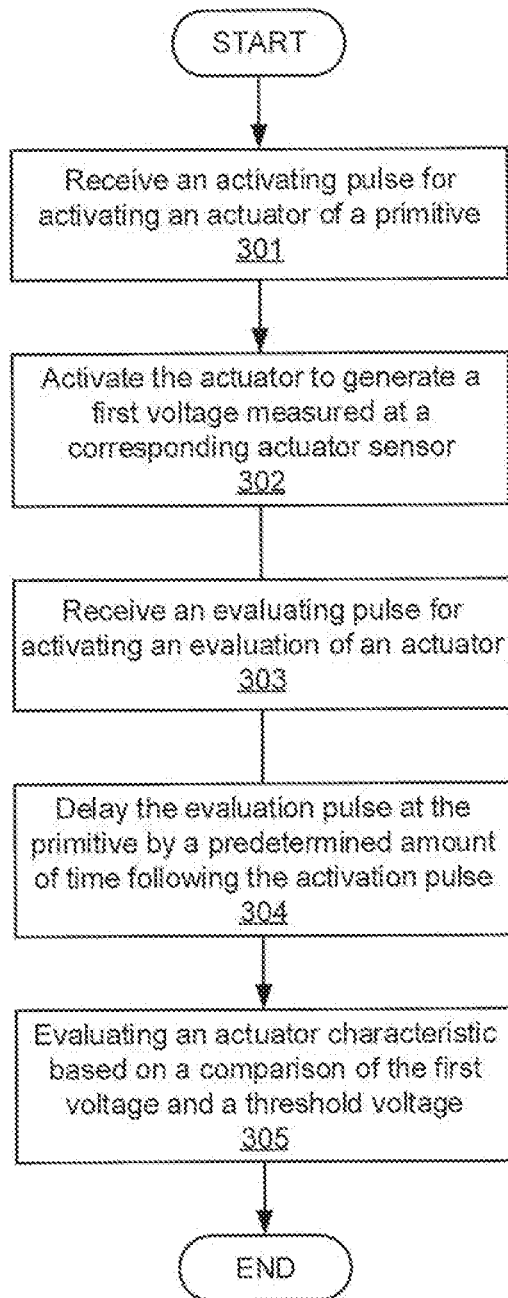 START
Receive an activating pulse for
activating an actuator of a primitive
301
Activate the actuator to generate a
first voltage measured at a
corresponding actuator sensor
302
Receive an evaluating pulse for
activating an evaluation of an actuator
303
Delay the evaluation pulse at the
primitive by a predetermined amount
of time following the activation pulse
304
Evaluating an actuator characteristic
based on a comparison of the first
voltage and a threshold voltage
305
END